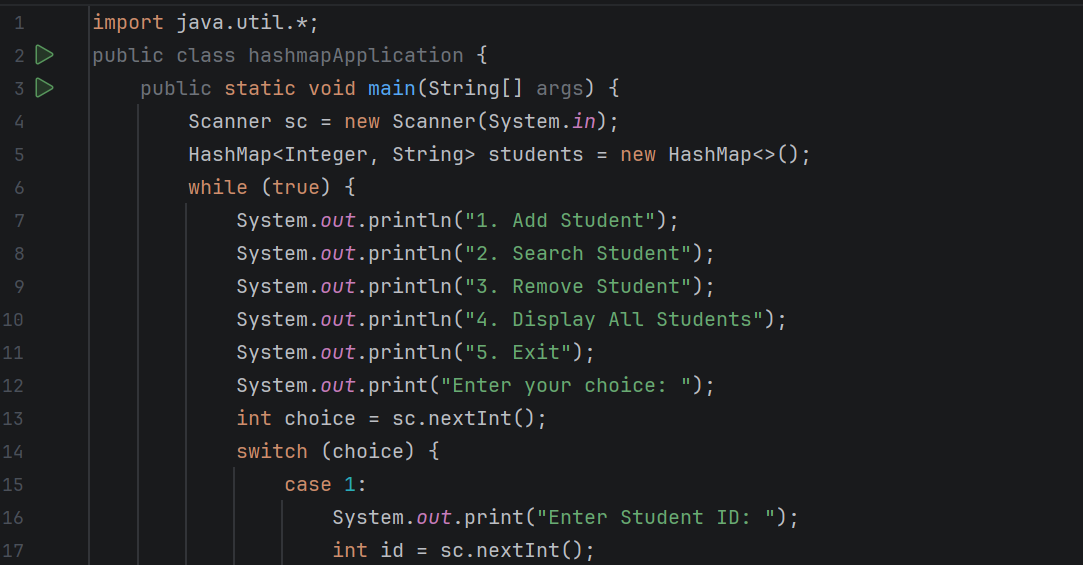 1 import java.util.*;
2 public class hashmapApplication {
3 public static void main(String[] args) {
4 Scanner sc = new Scanner(System.in);
5 HashMap<Integer, String> students = new HashMap<>();
6 while (true) {
7 System.out.println("1. Add Student");
8 System.out.println("2. Search Student");
9 System.out.println("3. Remove Student");
10 System.out.println("4. Display All Students");
11 System.out.println("5. Exit");
12 System.out.print("Enter your choice: ");
13 int choice = sc.nextInt();
14 switch (choice) {
15 case 1:
16 System.out.print("Enter Student ID: ");
17 int id = sc.nextInt();